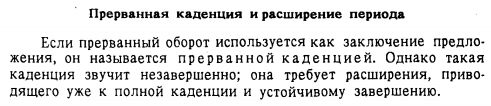 Прерванная каденция и расширение периода
Если прерванный оборот используется как заключение предло-
жения, он называется прерванной каденцией. Однако такая
каденция звучит незавершенно; она требует расширения, приво-
дящего уже к полной каденции и устойчивому завершению.